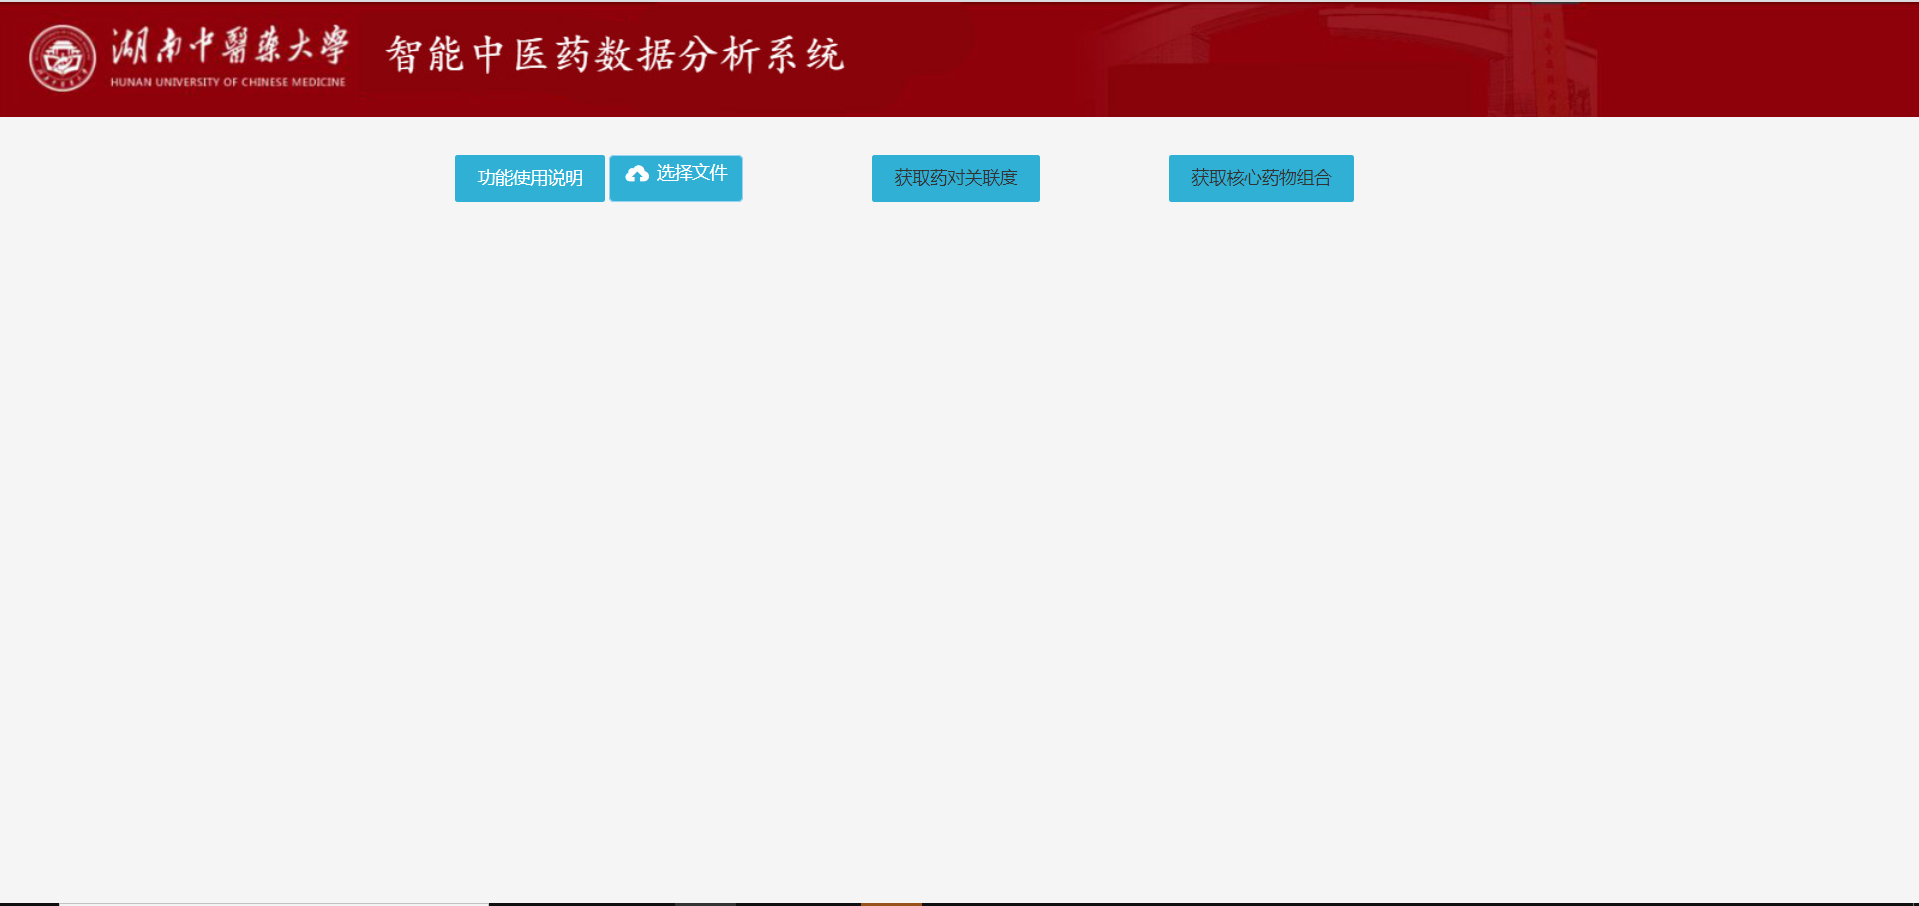 湖南中醫藥大學
HUNAN UNIVERSITY OF CHINESE MEDICINE
智能中医药数据分析系统
功能使用说明
选择文件
获取药对关联度
获取核心药物组合